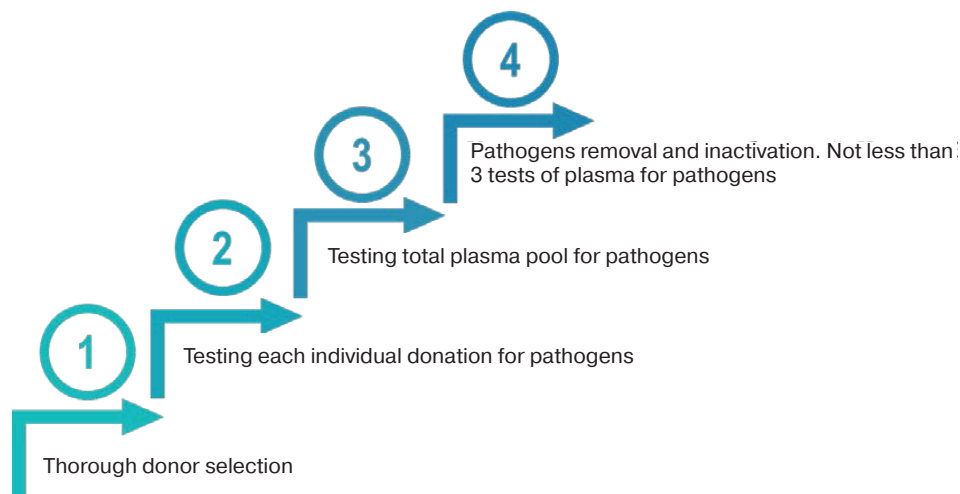 4
3
Pathogens removal and inactivation. Not less than
3 tests of plasma for pathogens
2
Testing total plasma pool for pathogens
1
Testing each individual donation for pathogens
Thorough donor selection